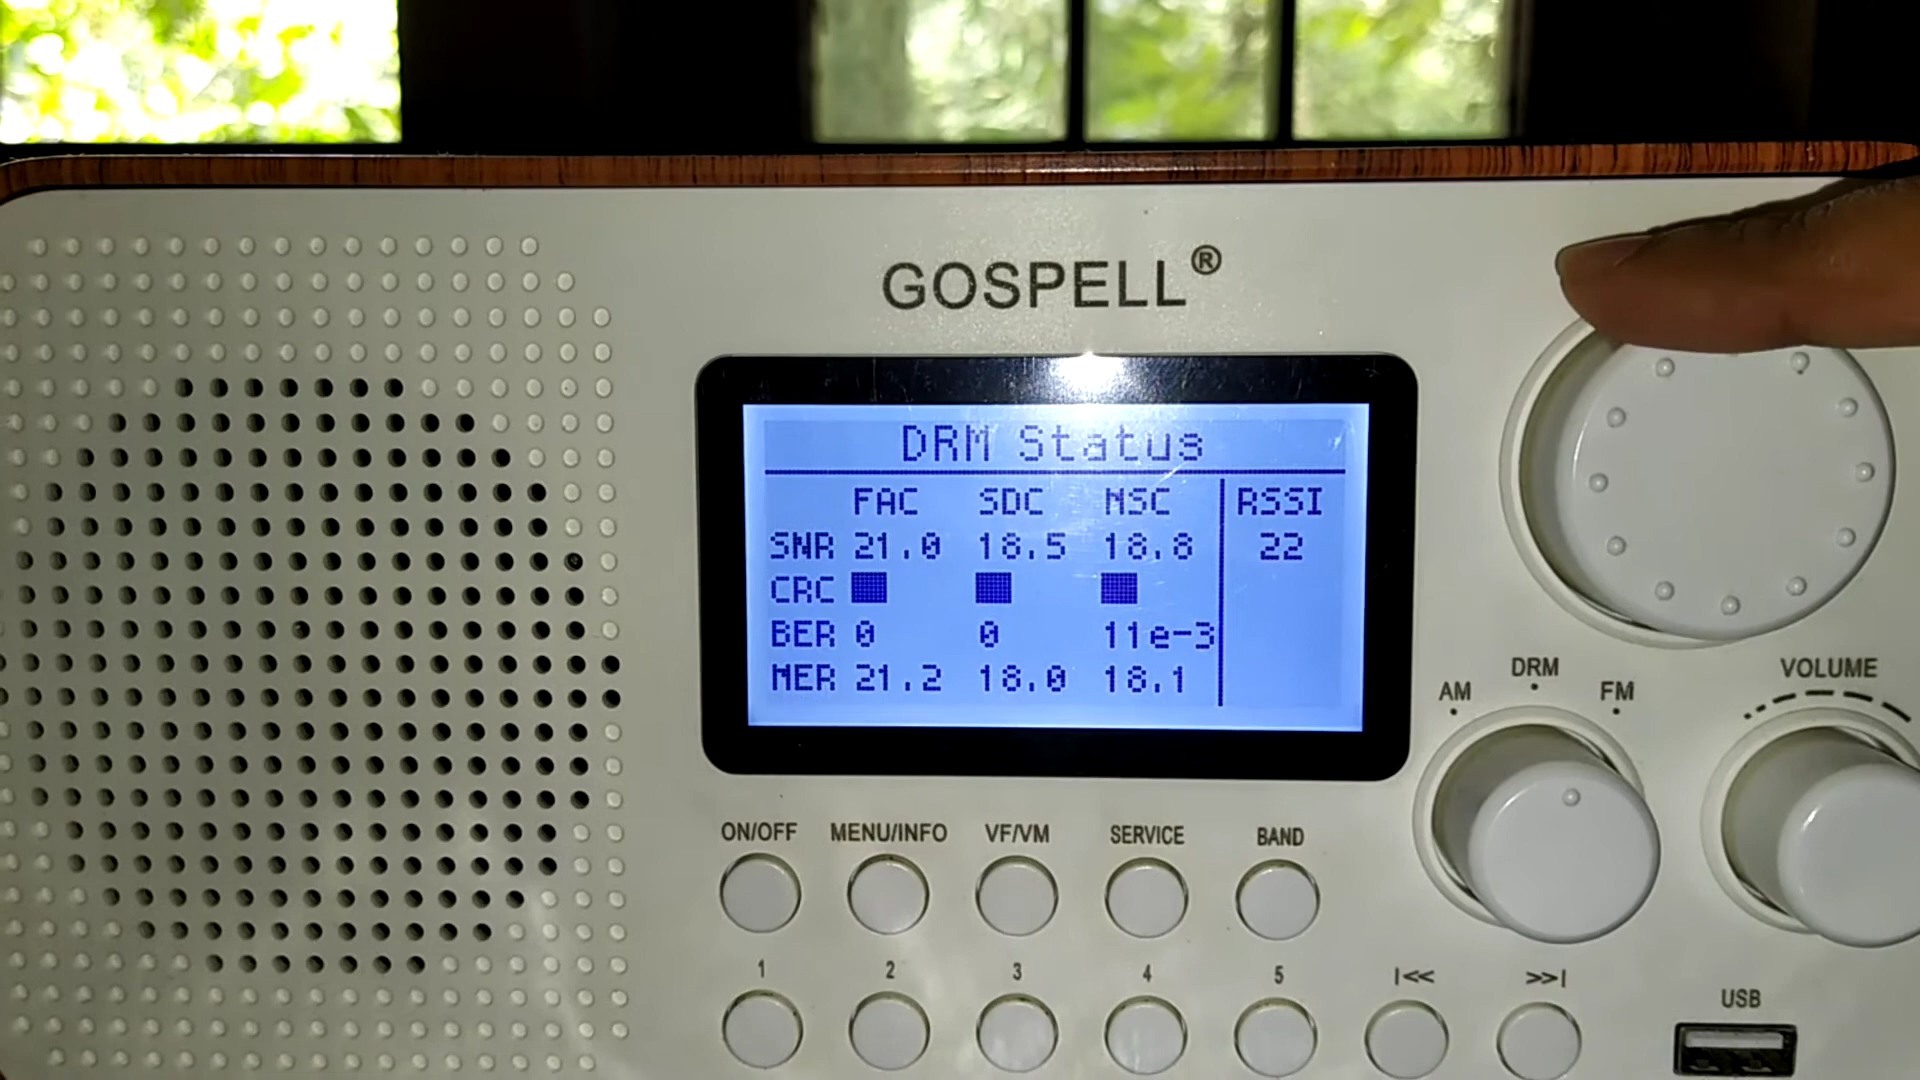 GOSPELL®
DRM Status
FAC SDC MSC RSSI
SNR 21.0 18.5 18.8 22
CRC
BER 0 0 11e-3
MER 21.2 18.0 18.1
AM DRM FM
VOLUME
ON/OFF MENU/INFO VF/VM SERVICE BAND
1 2 3 4 5 |<< >>|
USB